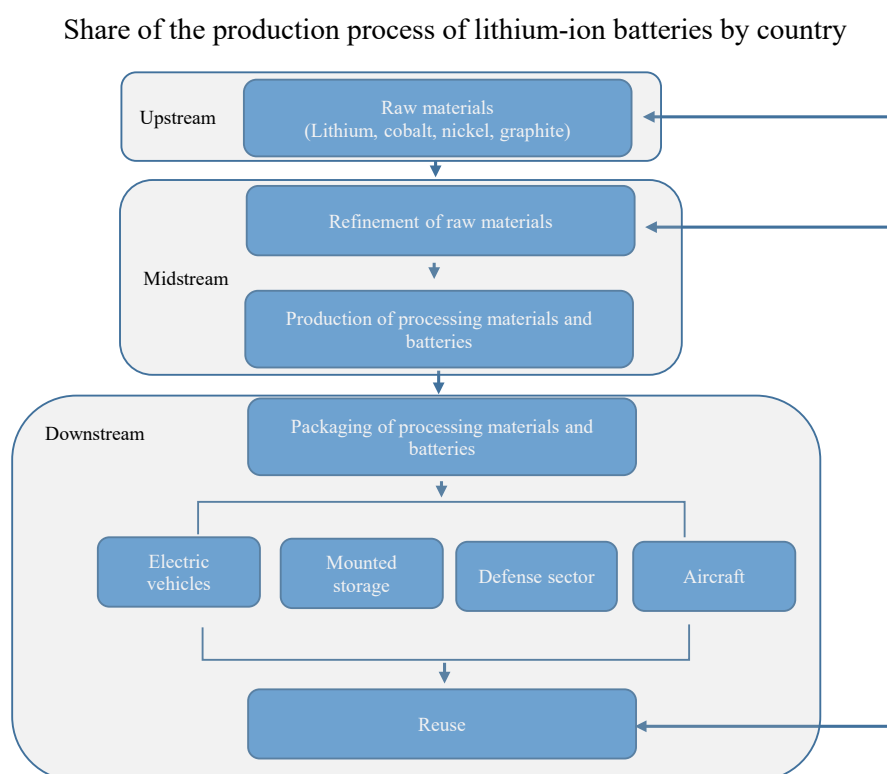 Share of the production process of lithium-ion batteries by country
Upstream
Raw materials
(Lithium, cobalt, nickel, graphite)
Refinement of raw materials
Midstream
Production of processing materials and
batteries
Downstream
Packaging of processing materials and
batteries
Electric
vehicles
Mounted
storage
Defense sector
Aircraft
Reuse